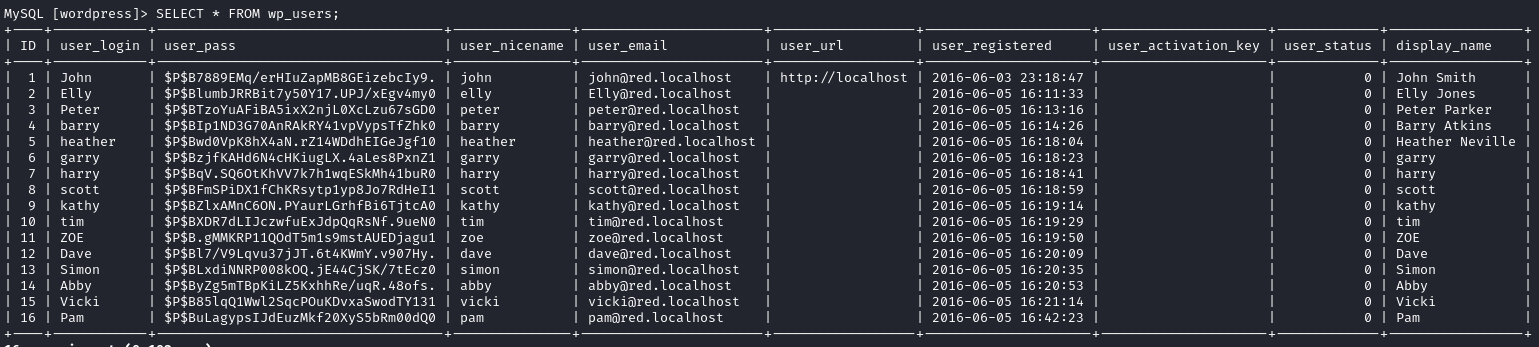 MySQL [wordpress]> SELECT * FROM wp_users;
| ID | user_login | user_pass | user_nicename | user_email | user_url | user_registered | user_activation_key | user_status | display_name |
| 1 | John | $P$B7889EMq/erHIuZapMB8GEizebcIy9. | john | john@red.localhost | http://localhost | 2016-06-03 23:18:47 | | 0 | John Smith |
| 2 | Elly | $P$BlumbJRRBit7y50Y17.UPJ/xEgv4my0 | elly | Elly@red.localhost | | 2016-06-05 16:11:33 | | 0 | Elly Jones |
| 3 | Peter | $P$BTzoYuAFiBA5ixX2njL0XcLzu67sGD0 | peter | peter@red.localhost | | 2016-06-05 16:13:16 | | 0 | Peter Parker |
| 4 | barry | $P$BIp1ND3G70AnRAkRY41vpVypsTfZhk0 | barry | barry@red.localhost | | 2016-06-05 16:14:26 | | 0 | Barry Atkins |
| 5 | heather | $P$Bwd0VpK8hX4aN.rZ14WDdhEIGeJgf10 | heather | heather@red.localhost | | 2016-06-05 16:18:04 | | 0 | Heather Neville |
| 6 | garry | $P$BzjfKAHd6N4cHKiugLX.4aLes8PxnZ1 | garry | garry@red.localhost | | 2016-06-05 16:18:23 | | 0 | garry |
| 7 | harry | $P$BqV.SQ6OtKhVV7k7h1wqESkMh41buR0 | harry | harry@red.localhost | | 2016-06-05 16:18:41 | | 0 | harry |
| 8 | scott | $P$BFmSPiDX1fChKRsytp1yp8Jo7RdHeI1 | scott | scott@red.localhost | | 2016-06-05 16:18:59 | | 0 | scott |
| 9 | kathy | $P$BZlxAMnC6ON.PYaurLGrhfBi6TjtcA0 | kathy | kathy@red.localhost | | 2016-06-05 16:19:14 | | 0 | kathy |
| 10 | tim | $P$BXDR7dLIJczwfuExJdpQqRsNf.9ueN0 | tim | tim@red.localhost | | 2016-06-05 16:19:29 | | 0 | tim |
| 11 | ZOE | $P$B.gMMKRP11QOdT5m1s9mstAUEDjagu1 | zoe | zoe@red.localhost | | 2016-06-05 16:19:50 | | 0 | ZOE |
| 12 | Dave | $P$Bl7/V9Lqvu37jJT.6t4KWmY.v907Hy. | dave | dave@red.localhost | | 2016-06-05 16:20:09 | | 0 | Dave |
| 13 | Simon | $P$BLxdiNNRP008kOQ.jE44CjSK/7tEcz0 | simon | simon@red.localhost | | 2016-06-05 16:20:35 | | 0 | Simon |
| 14 | Abby | $P$ByZg5mTBpKiLZ5KxhhRe/uqR.48ofs. | abby | abby@red.localhost | | 2016-06-05 16:20:53 | | 0 | Abby |
| 15 | Vicki | $P$B85lqQ1Wwl2SqcPOuKDvxaSwodTY131 | vicki | vicki@red.localhost | | 2016-06-05 16:21:14 | | 0 | Vicki |
| 16 | Pam | $P$BuLagypsIJdEuzMkf20XyS5bRm00dQ0 | pam | pam@red.localhost | | 2016-06-05 16:42:23 | | 0 | Pam |